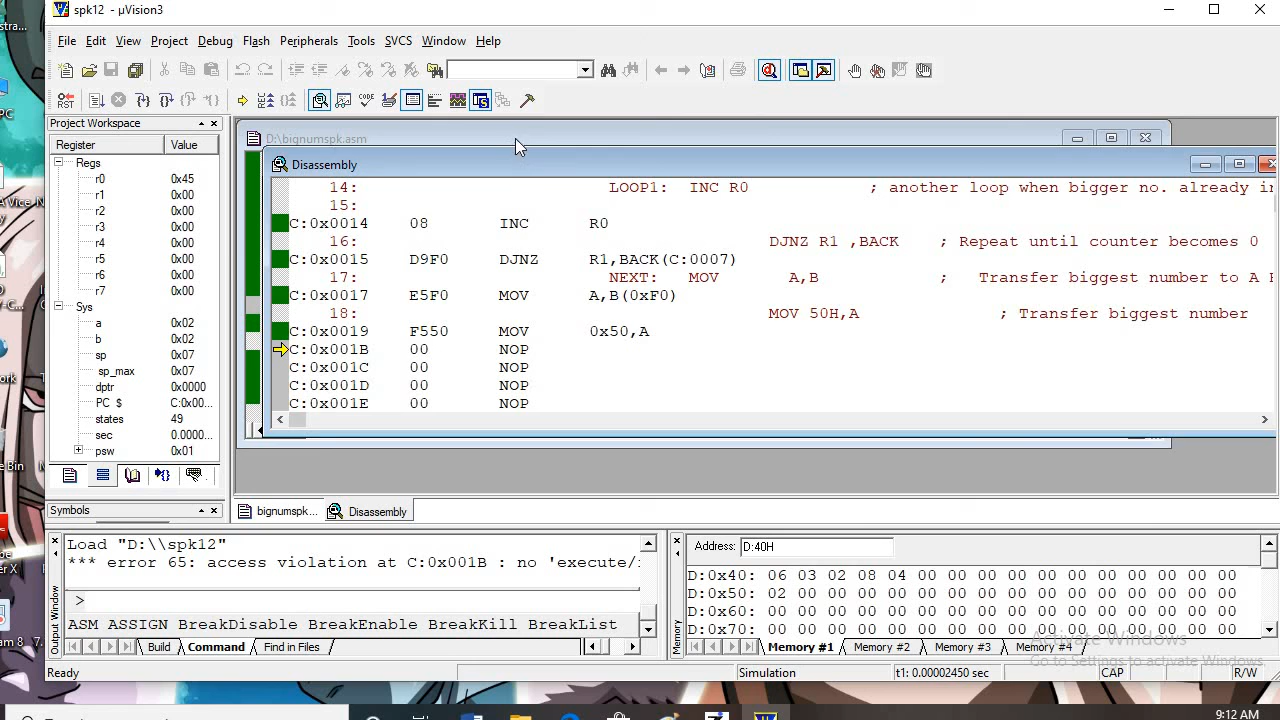 stra...
spk12 - µVision3
File Edit View Project Debug Flash Peripherals Tools SVCS Window Help
PC
RST
CODE
Project Workspace
Register Value
Regs
r0 0x45
r1 0x00
r2 0x00
r3 0x00
r4 0x00
r5 0x00
r6 0x00
r7 0x00
Sys
a 0x02
b 0x02
sp 0x07
sp_max 0x07
dptr 0x0000
PC $ C:0x00...
states 49
sec 0.0000...
psw 0x01
Symbols
D:\bignumspk.asm
Disassembly
14: LOOP1: INC R0 ; another loop when bigger no. already in
15:
C:0x0014 08 INC R0
16: DJNZ R1 ,BACK ; Repeat until counter becomes 0
C:0x0015 D9F0 DJNZ R1,BACK(C:0007)
17: NEXT: MOV A,B ; Transfer biggest number to A
C:0x0017 E5F0 MOV A,B(0xF0)
18: MOV 50H,A ; Transfer biggest number
C:0x0019 F550 MOV 0x50,A
C:0x001B 00 NOP
C:0x001C 00 NOP
C:0x001D 00 NOP
C:0x001E 00 NOP
bignumspk... Disassembly
Load "D:\\spk12"
*** error 65: access violation at C:0x001B : no 'execute/
>
ASM ASSIGN BreakDisable BreakEnable BreakKill BreakList
Build Command Find in Files
Output Window
Address: D:40H
D:0x40: 06 03 02 08 04 00 00 00 00 00 00 00 00 00 00 00
D:0x50: 02 00 00 00 00 00 00 00 00 00 00 00 00 00 00 00
D:0x60: 00 00 00 00 00 00 00 00 00 00 00 00 00 00 00 00
D:0x70: 00 00 00 00 00 00 00 00 00 00 00 00 00 00 00 00
Memory #1 Memory #2 Memory #3 Memory #4
Memory
Activate Windows
Go to Settings to activate Windows.
Ready Simulation t1: 0.00002450 sec CAP R/W
9:12 AM